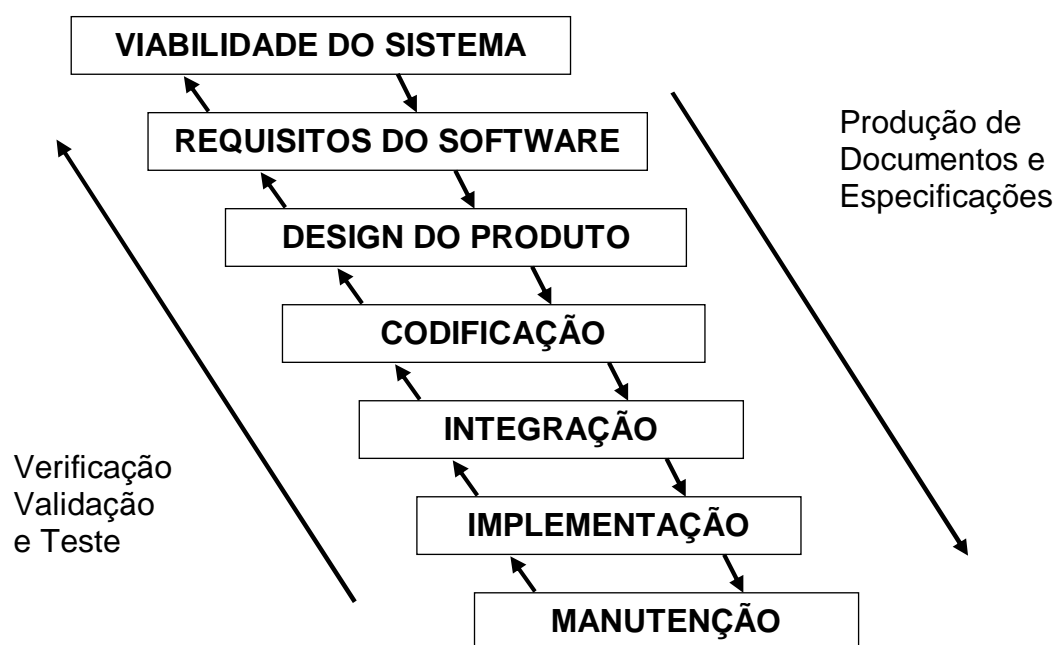 VIABILIDADE DO SISTEMA
REQUISITOS DO SOFTWARE
DESIGN DO PRODUTO
CODIFICAÇÃO
INTEGRAÇÃO
IMPLEMENTAÇÃO
MANUTENÇÃO
Produção de
Documentos e
Especificações
Verificação
Validação
e Teste